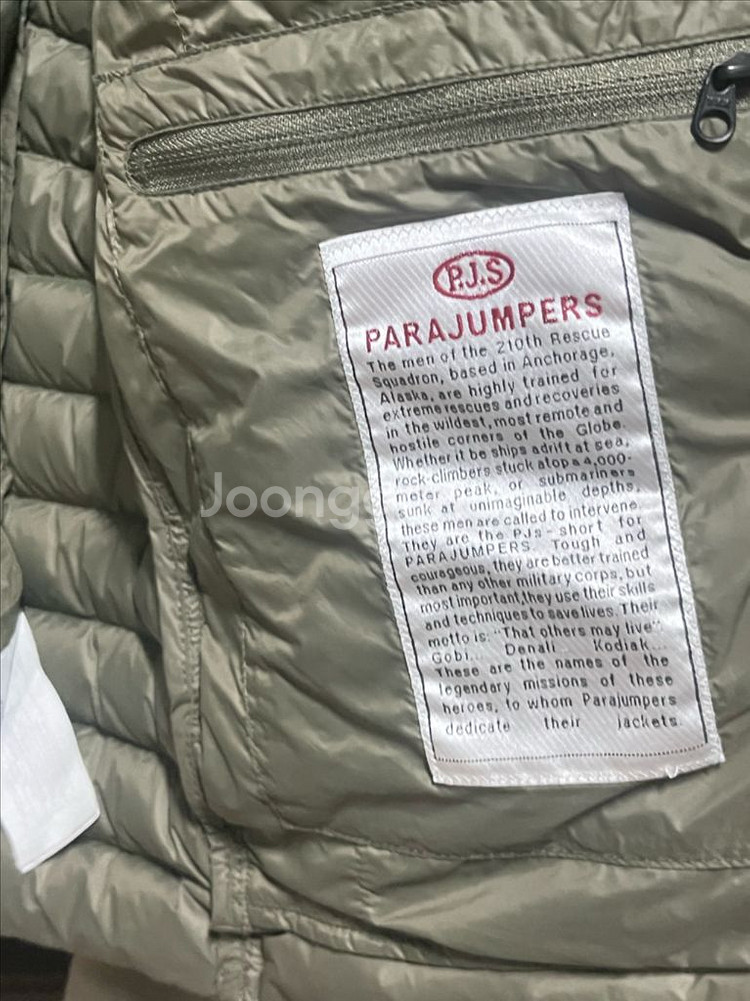 P.J.S
PARAJUMPERS
The men of the 210th Rescue
Squadron, based in Anchorage,
Alaska, are highly trained for
extreme rescues and recoveries
in the wildest, most remote and
hostile corners of the Globe.
Whether it be ships adrift at sea,
rock-climbers stuck atop a 4,000-
meter peak, or submariners
sunk at unimaginable depths,
these men are called to intervene.
They are the PJs - short for
PARAJUMPERS. Tough and
courageous, they are better trained
than any other military corps, but
most important,they use their skills
and techniques to save lives. Their
motto is: "That others may live".
Gobi... Denali... Kodiak...
These are the names of the
legendary missions of these
heroes, to whom Parajumpers
dedicate their jackets.
Joong